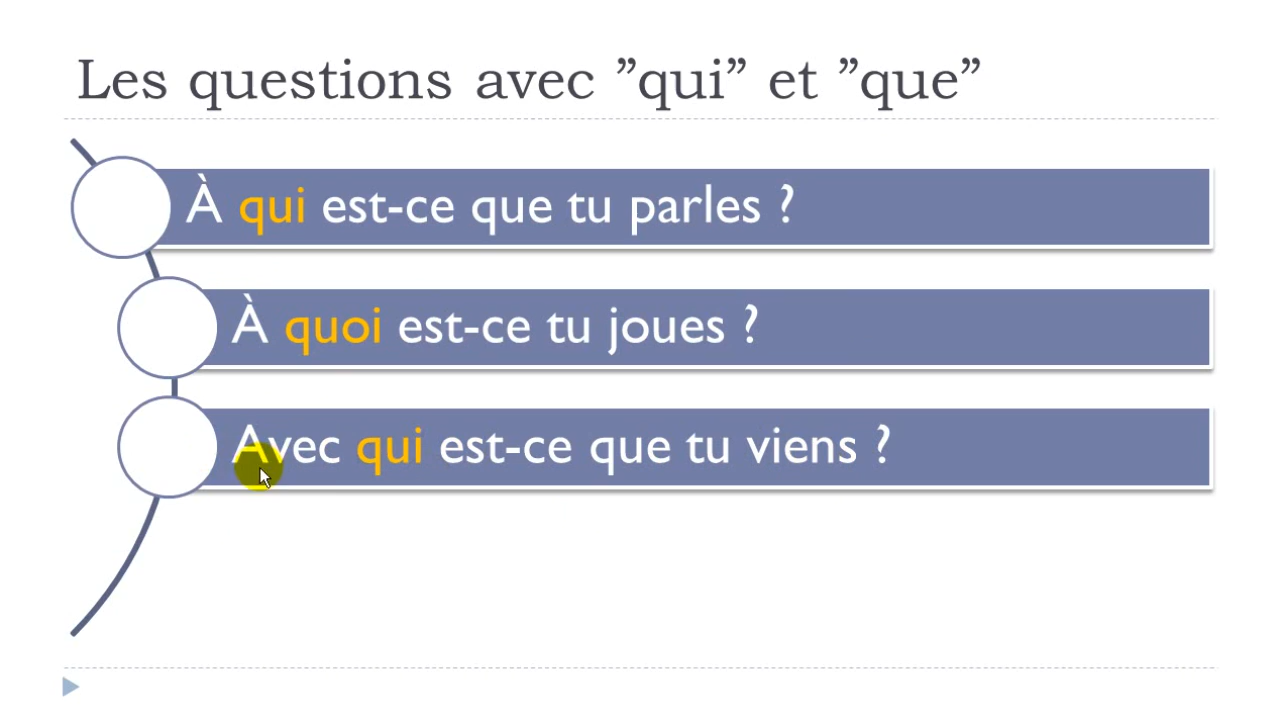 Les questions avec ”qui” et ”que”
À qui est-ce que tu parles ?
À quoi est-ce tu joues ?
Avec qui est-ce que tu viens ?